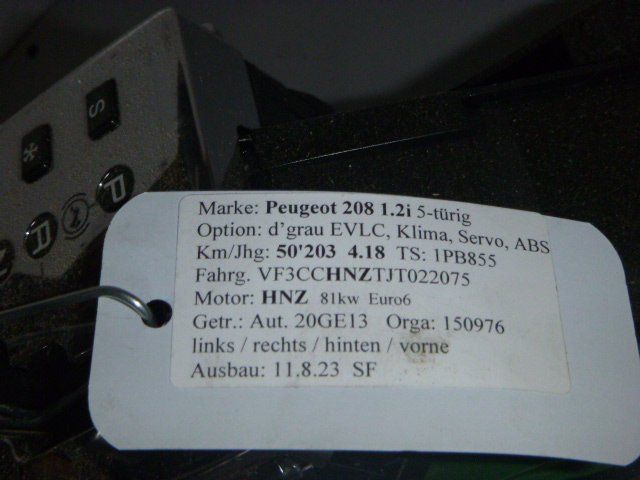 S
*
P
R
Marke: Peugeot 208 1.2i 5-türig
Option: d'grau EVLC, Klima, Servo, ABS
Km/Jhg: 50'203 4.18 TS: 1PB855
Fahrg. VF3CCHNZTJT022075
Motor: HNZ 81kw Euro6
Getr.: Aut. 20GE13 Orga: 150976
links / rechts / hinten / vorne
Ausbau: 11.8.23 SF